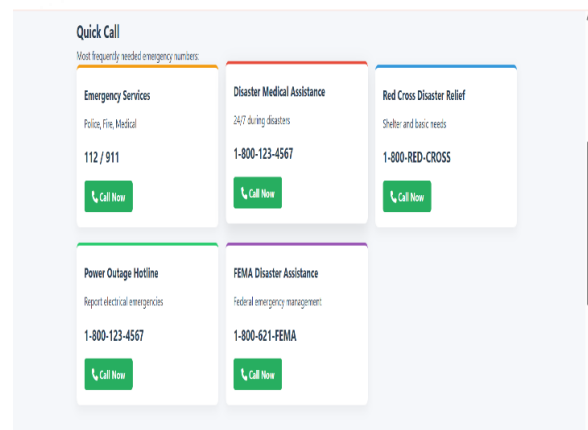 Quick Call
Most frequently needed emergency numbers:
Emergency Services
Police, Fire, Medical
112 / 911
Call Now
Disaster Medical Assistance
24/7 during disasters
1-800-123-4567
Call Now
Red Cross Disaster Relief
Shelter and basic needs
1-800-RED-CROSS
Call Now
Power Outage Hotline
Report electrical emergencies
1-800-123-4567
Call Now
FEMA Disaster Assistance
Federal emergency management
1-800-621-FEMA
Call Now